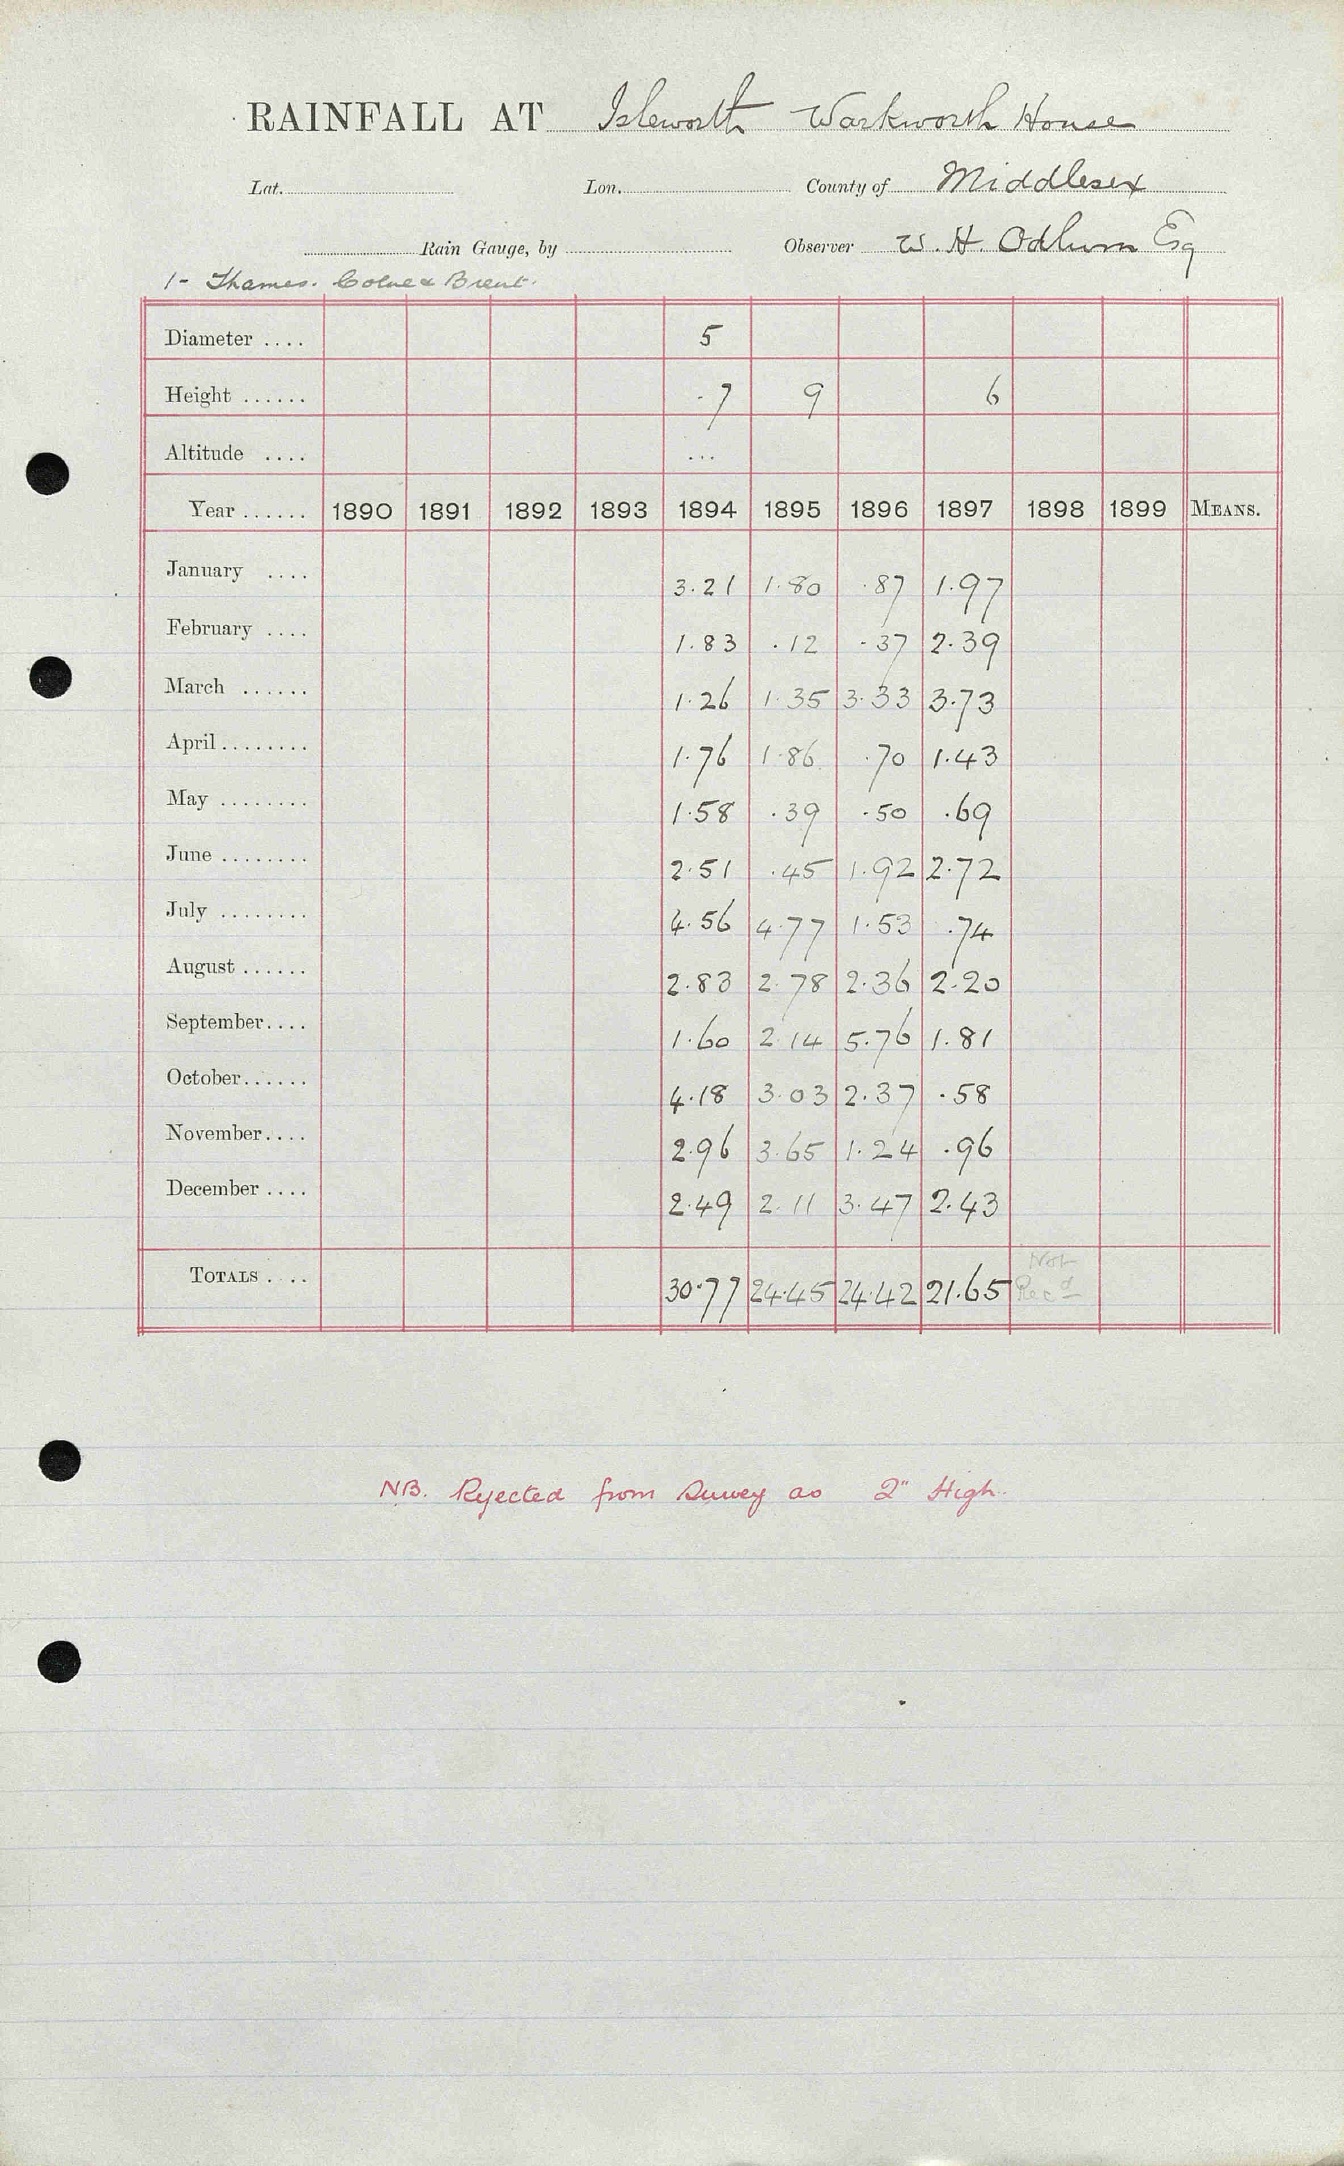 RAINFALL AT Isleworth Warkworth House
Lat. Lon. County of Middlesex
Rain Gauge, by Observer W. H. Odlum Esq
1- Thames. Colne & Brent.
Diameter .... 5
Height ...... .7 9 6
Altitude .... ...
Year ...... 1890 1891 1892 1893 1894 1895 1896 1897 1898 1899 MEANS.
January .... 3.21 1.80 .87 1.97
February .... 1.83 .12 .37 2.39
March ...... 1.26 1.35 3.33 3.73
April ........ 1.76 1.86 .70 1.43
May ........ 1.58 .39 .50 .69
June ........ 2.51 .45 1.92 2.72
July ........ 4.56 4.77 1.53 .74
August ...... 2.83 2.78 2.36 2.20
September.... 1.60 2.14 5.76 1.81
October...... 4.18 3.03 2.37 .58
November.... 2.96 3.65 1.24 .96
December .... 2.49 2.11 3.47 2.43
TOTALS .... 30.77 24.45 24.42 21.65 Not Rec d
NB. Rejected from Survey as 2" High.